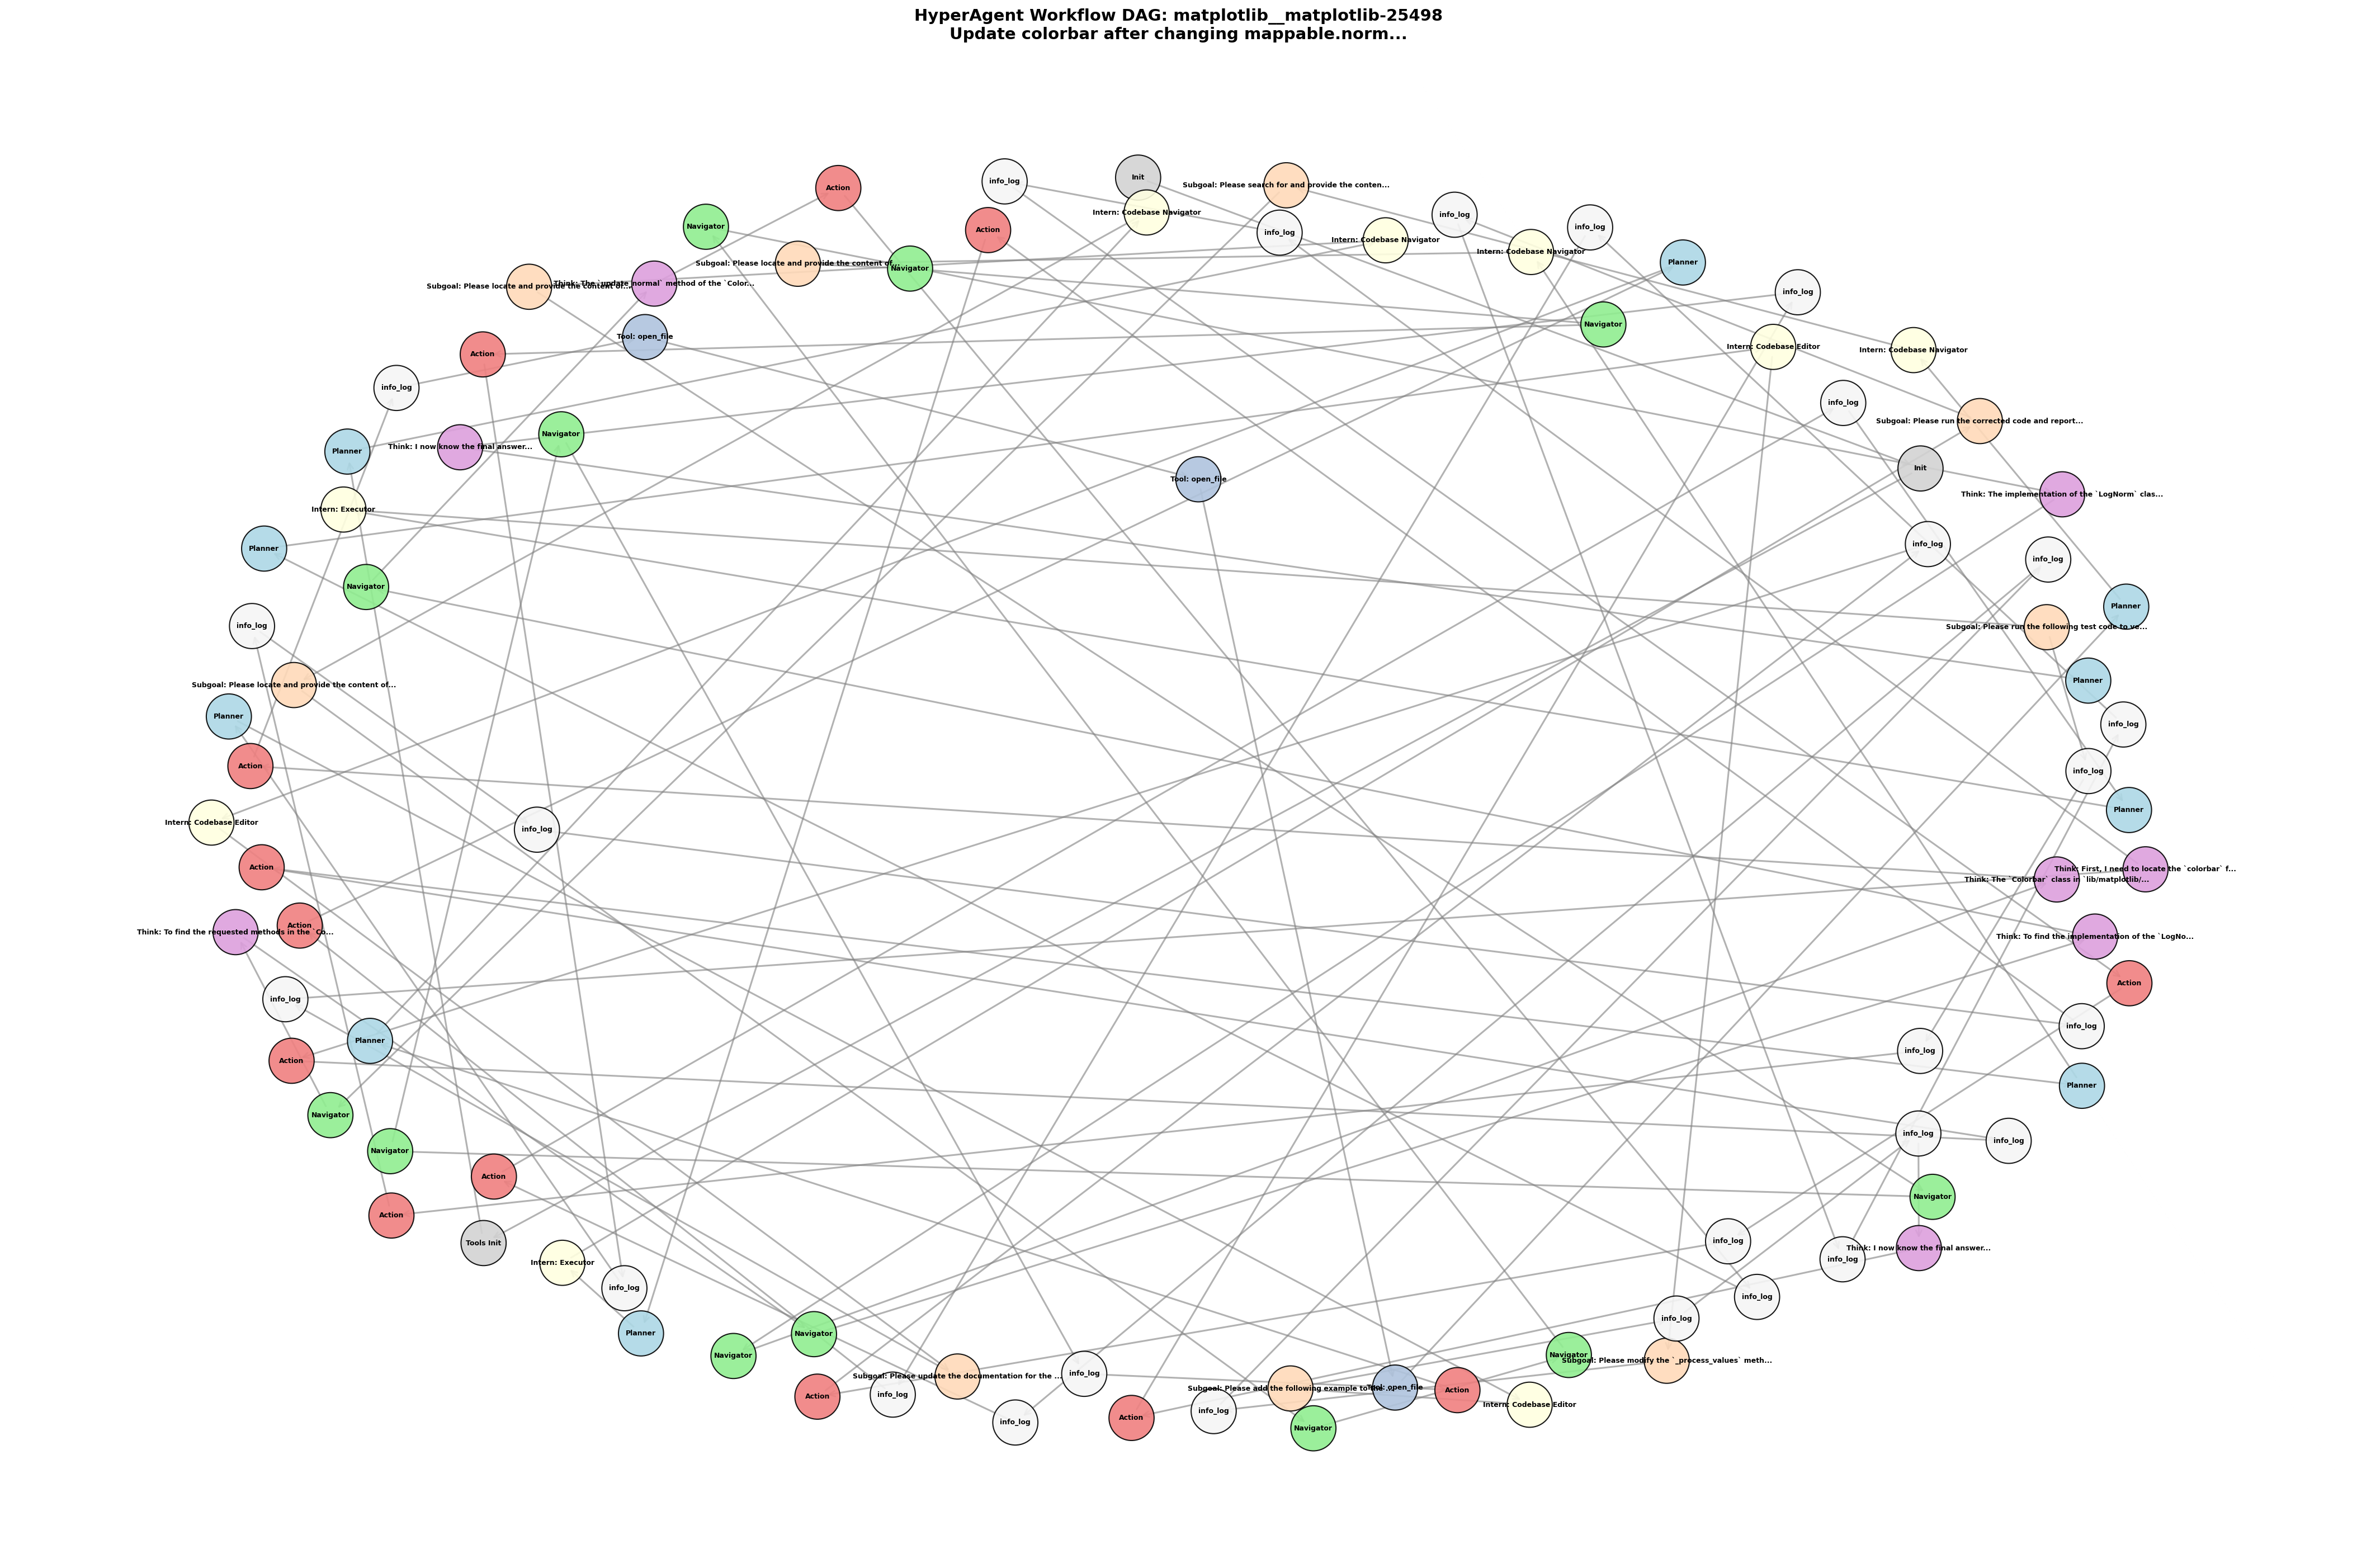 HyperAgent Workflow DAG: matplotlib__matplotlib-25498
Update colorbar after changing mappable.norm...
info_log
Init
Subgoal: Please search for and provide the conten...
Action
Intern: Codebase Navigator
info_log
Navigator
info_log
Action
info_log
Intern: Codebase Navigator
Intern: Codebase Navigator
Planner
Subgoal: Please locate and provide the content of...
Navigator
Subgoal: Please locate and provide the content of...
Think: The `update_normal` method of the `Color...
info_log
Navigator
Tool: open_file
Intern: Codebase Editor
Intern: Codebase Navigator
Action
info_log
info_log
Subgoal: Please run the corrected code and report...
Navigator
Think: I now know the final answer...
Planner
Init
Tool: open_file
Think: The implementation of the `LogNorm` clas...
Intern: Executor
info_log
Planner
info_log
Navigator
Planner
info_log
Subgoal: Please run the following test code to ve...
Planner
Subgoal: Please locate and provide the content of...
Planner
info_log
Action
info_log
Planner
Intern: Codebase Editor
info_log
Action
Think: First, I need to locate the `colorbar` f...
Think: The `Colorbar` class in `lib/matplotlib/...
Action
Think: To find the requested methods in the `Co...
Think: To find the implementation of the `LogNo...
Action
info_log
info_log
Planner
info_log
Action
Planner
Navigator
info_log
info_log
Navigator
Action
Navigator
Action
Tools Init
info_log
Think: I now know the final answer...
info_log
Intern: Executor
info_log
info_log
info_log
Planner
Navigator
Navigator
Navigator
Subgoal: Please modify the `_process_values` meth...
info_log
Subgoal: Please update the documentation for the ...
Subgoal: Please add the following example to the ...
Tool: open_file
Action
info_log
Action
Intern: Codebase Editor
info_log
Action
info_log
Navigator